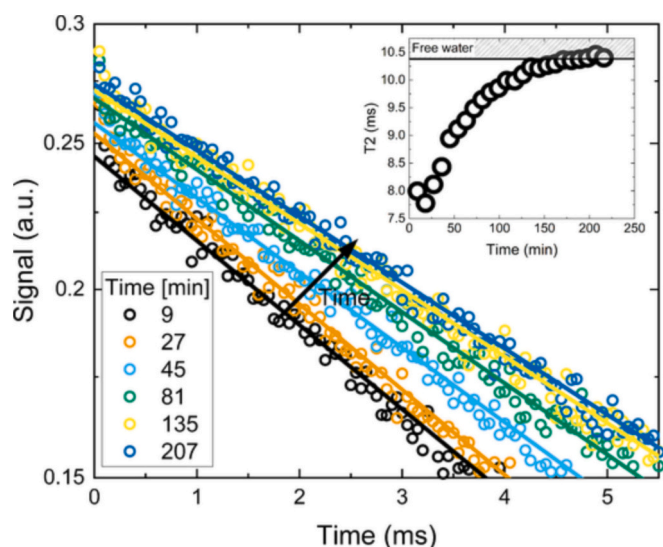 0.3
0.25
0.2
0.15
Signal (a.u.)
0 1 2 3 4 5
Time (ms)
Time [min]
9
27
45
81
135
207
Time
Free water
10.5
10.0
9.5
9.0
8.5
8.0
7.5
T2 (ms)
0 50 100 150 200 250
Time (min)